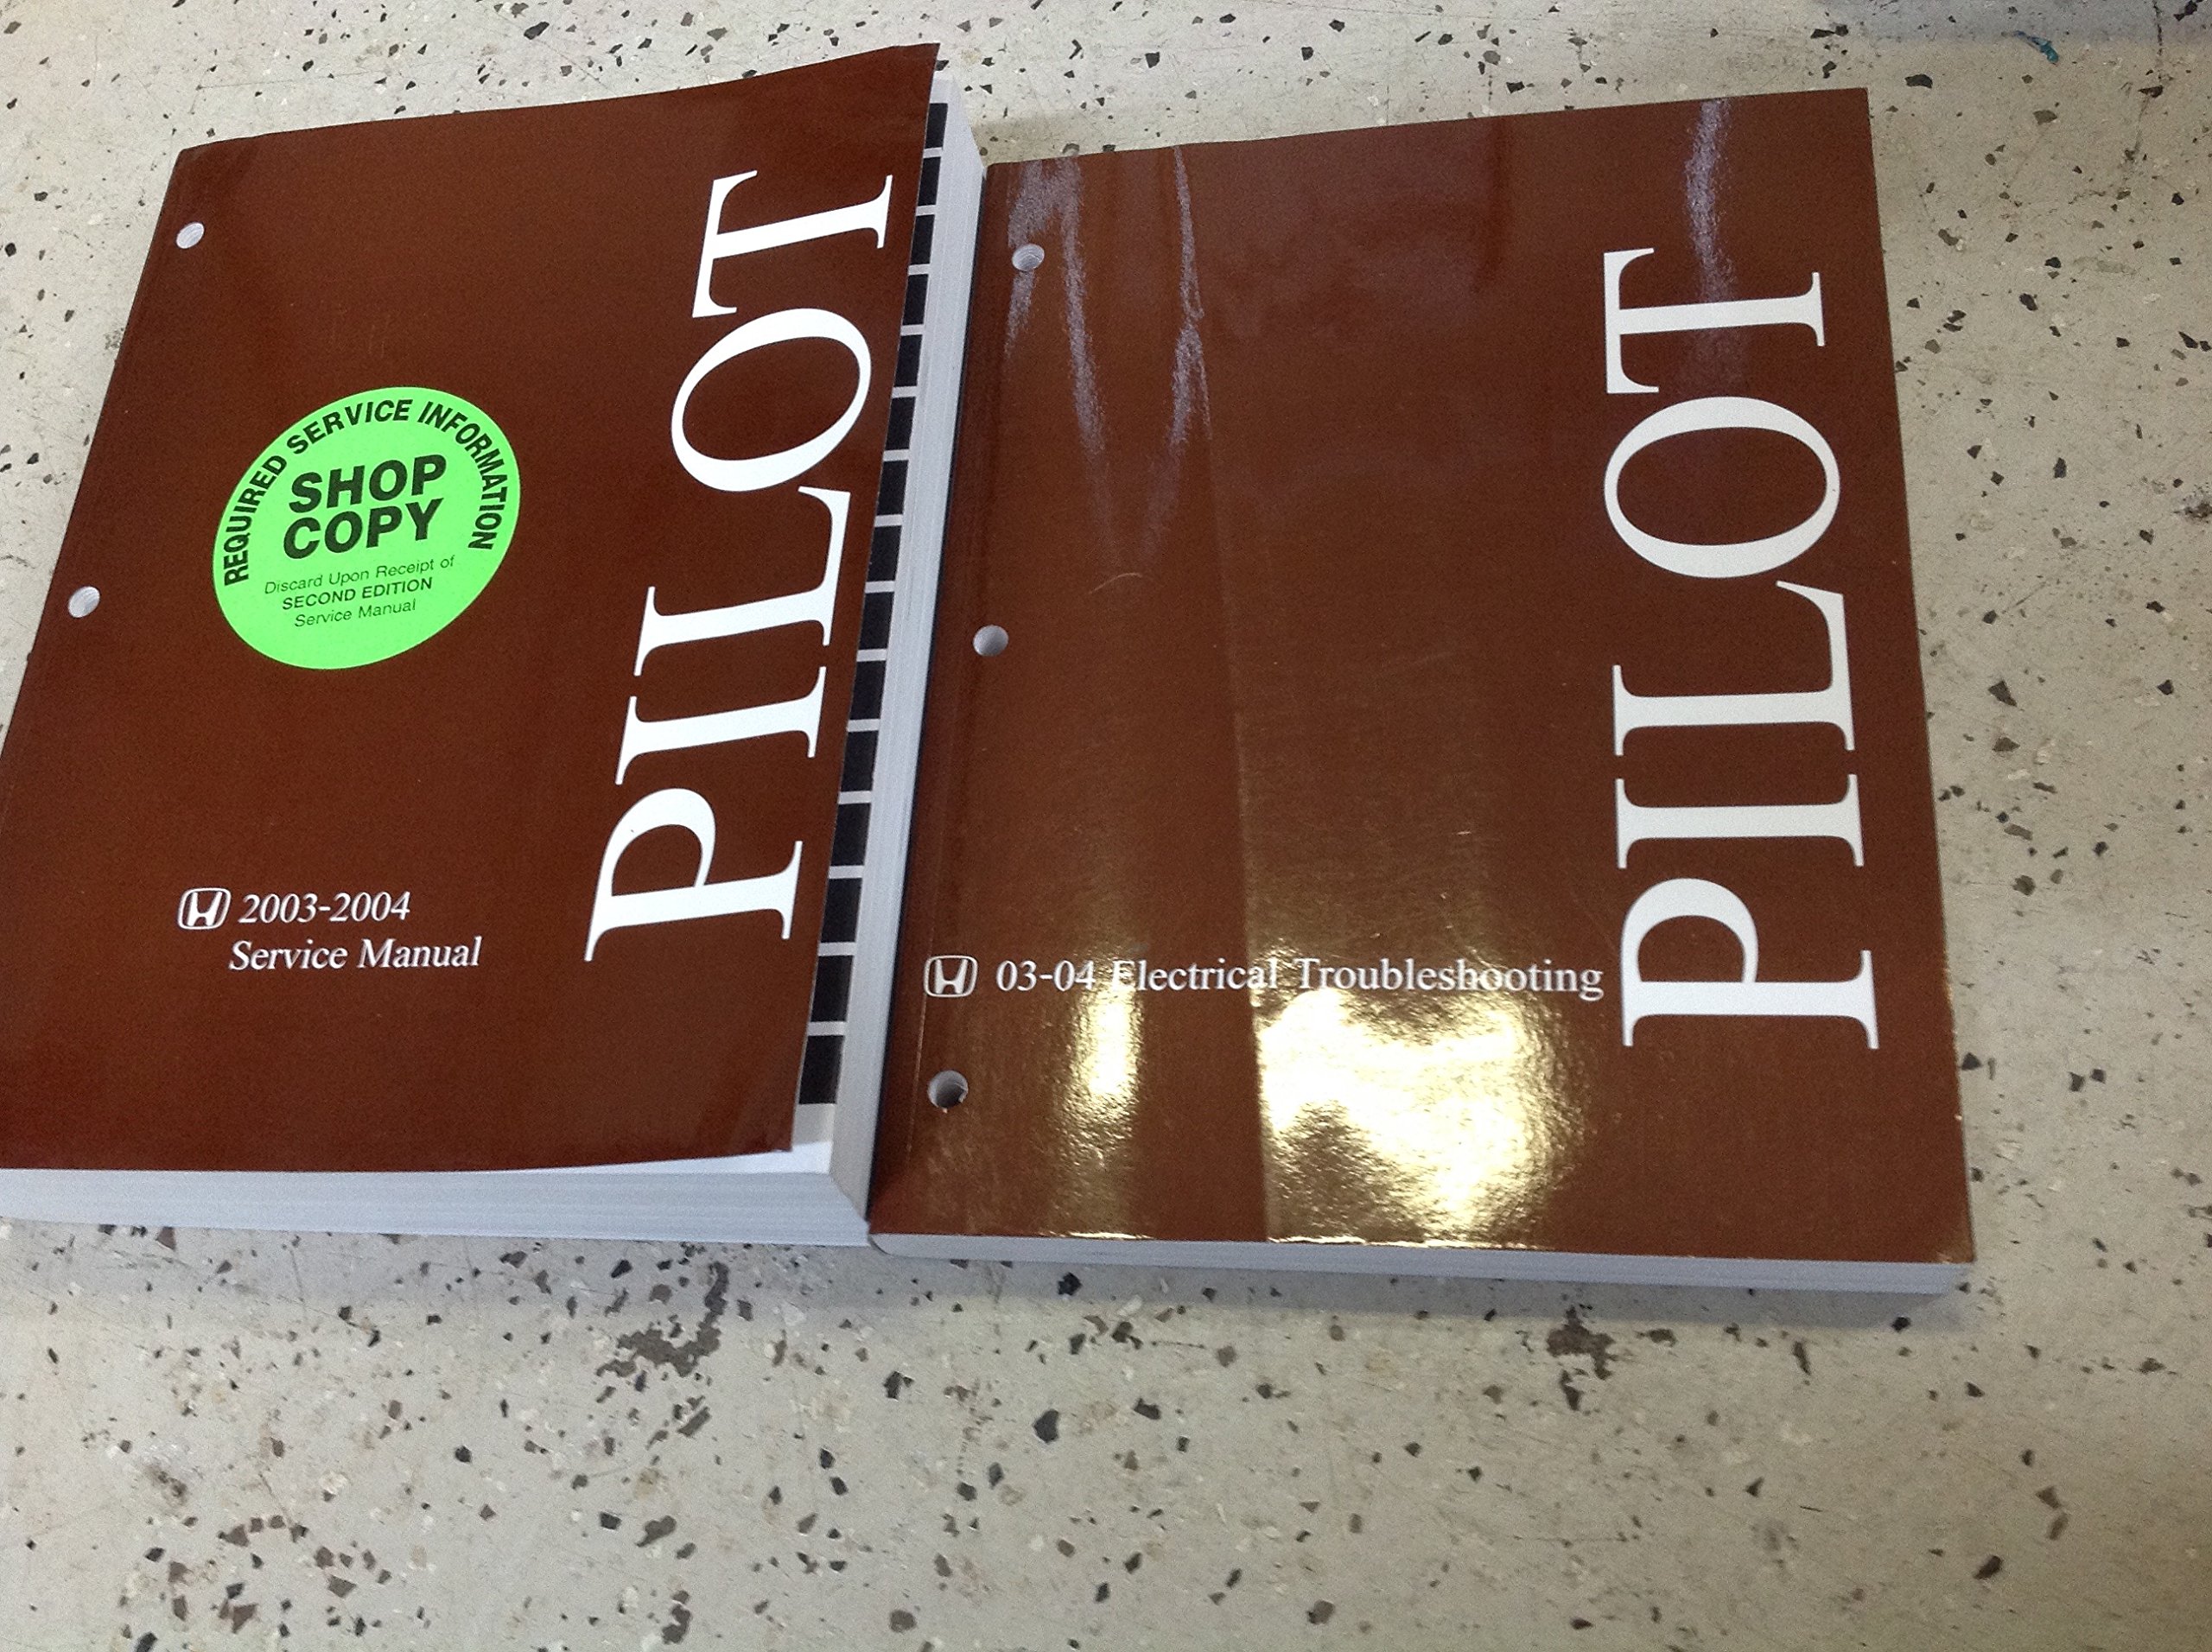 PILOT
REQUIRED SERVICE INFORMATION
SHOP
COPY
Discard Upon Receipt of
SECOND EDITION
Service Manual
2003-2004
Service Manual
PILOT
03-04 Electrical Troubleshooting